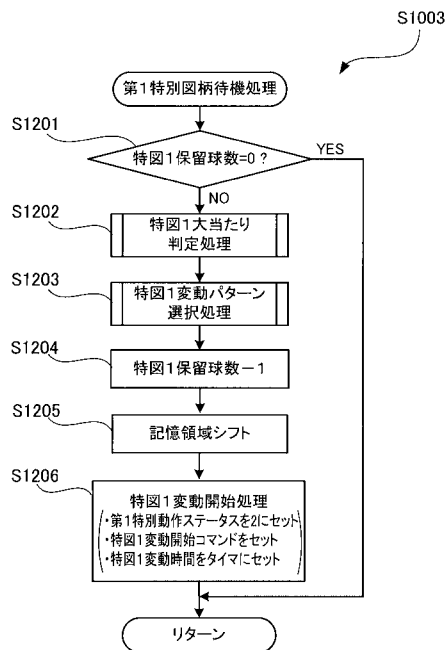 S1003
第1特別図柄待機処理
S1201
特図1保留球数=0?
YES
NO
S1202
特図1大当たり
判定処理
S1203
特図1変動パターン
選択処理
S1204
特図1保留球数－1
S1205
記憶領域シフト
S1206
特図1変動開始処理
・第1特別動作ステータスを2にセット
・特図1変動開始コマンドをセット
・特図1変動時間をタイマにセット
リターン